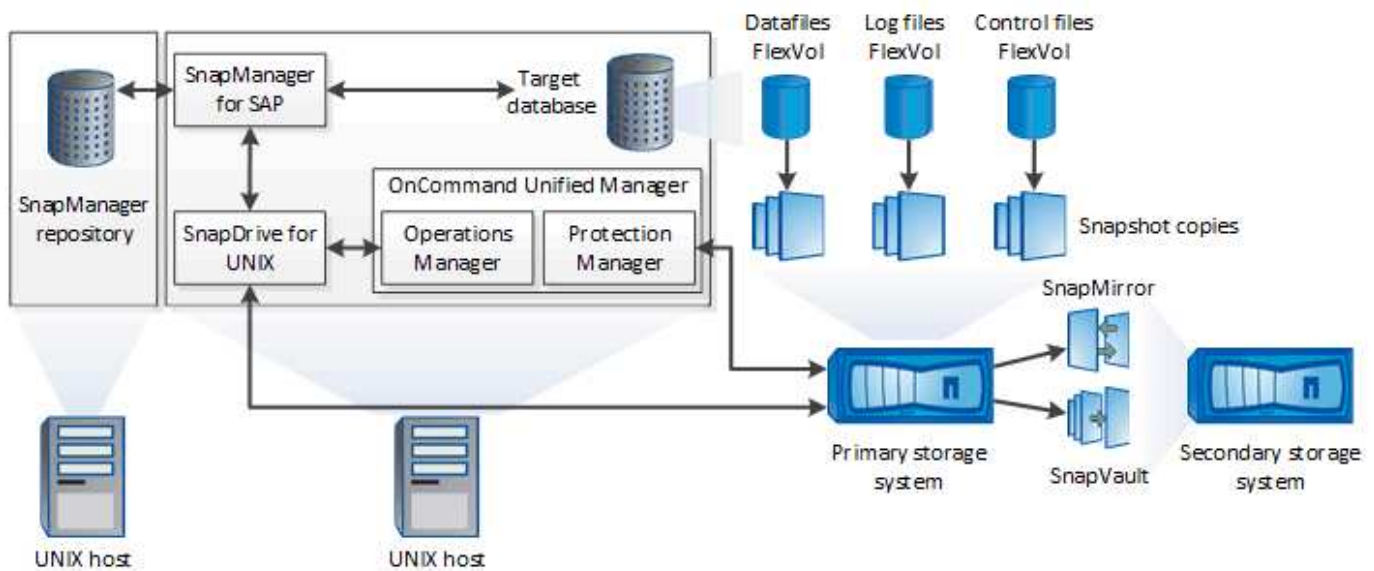 Datafiles
FlexVol
Log files
FlexVol
Control files
FlexVol
SnapManager
for SAP
Target
database
SnapManager
repository
OnCommand Unified Manager
SnapDrive for
UNIX
Operations
Manager
Protection
Manager
Snapshot copies
SnapMirror
Primary storage
system
SnapVault
Secondary storage
system
UNIX host
UNIX host